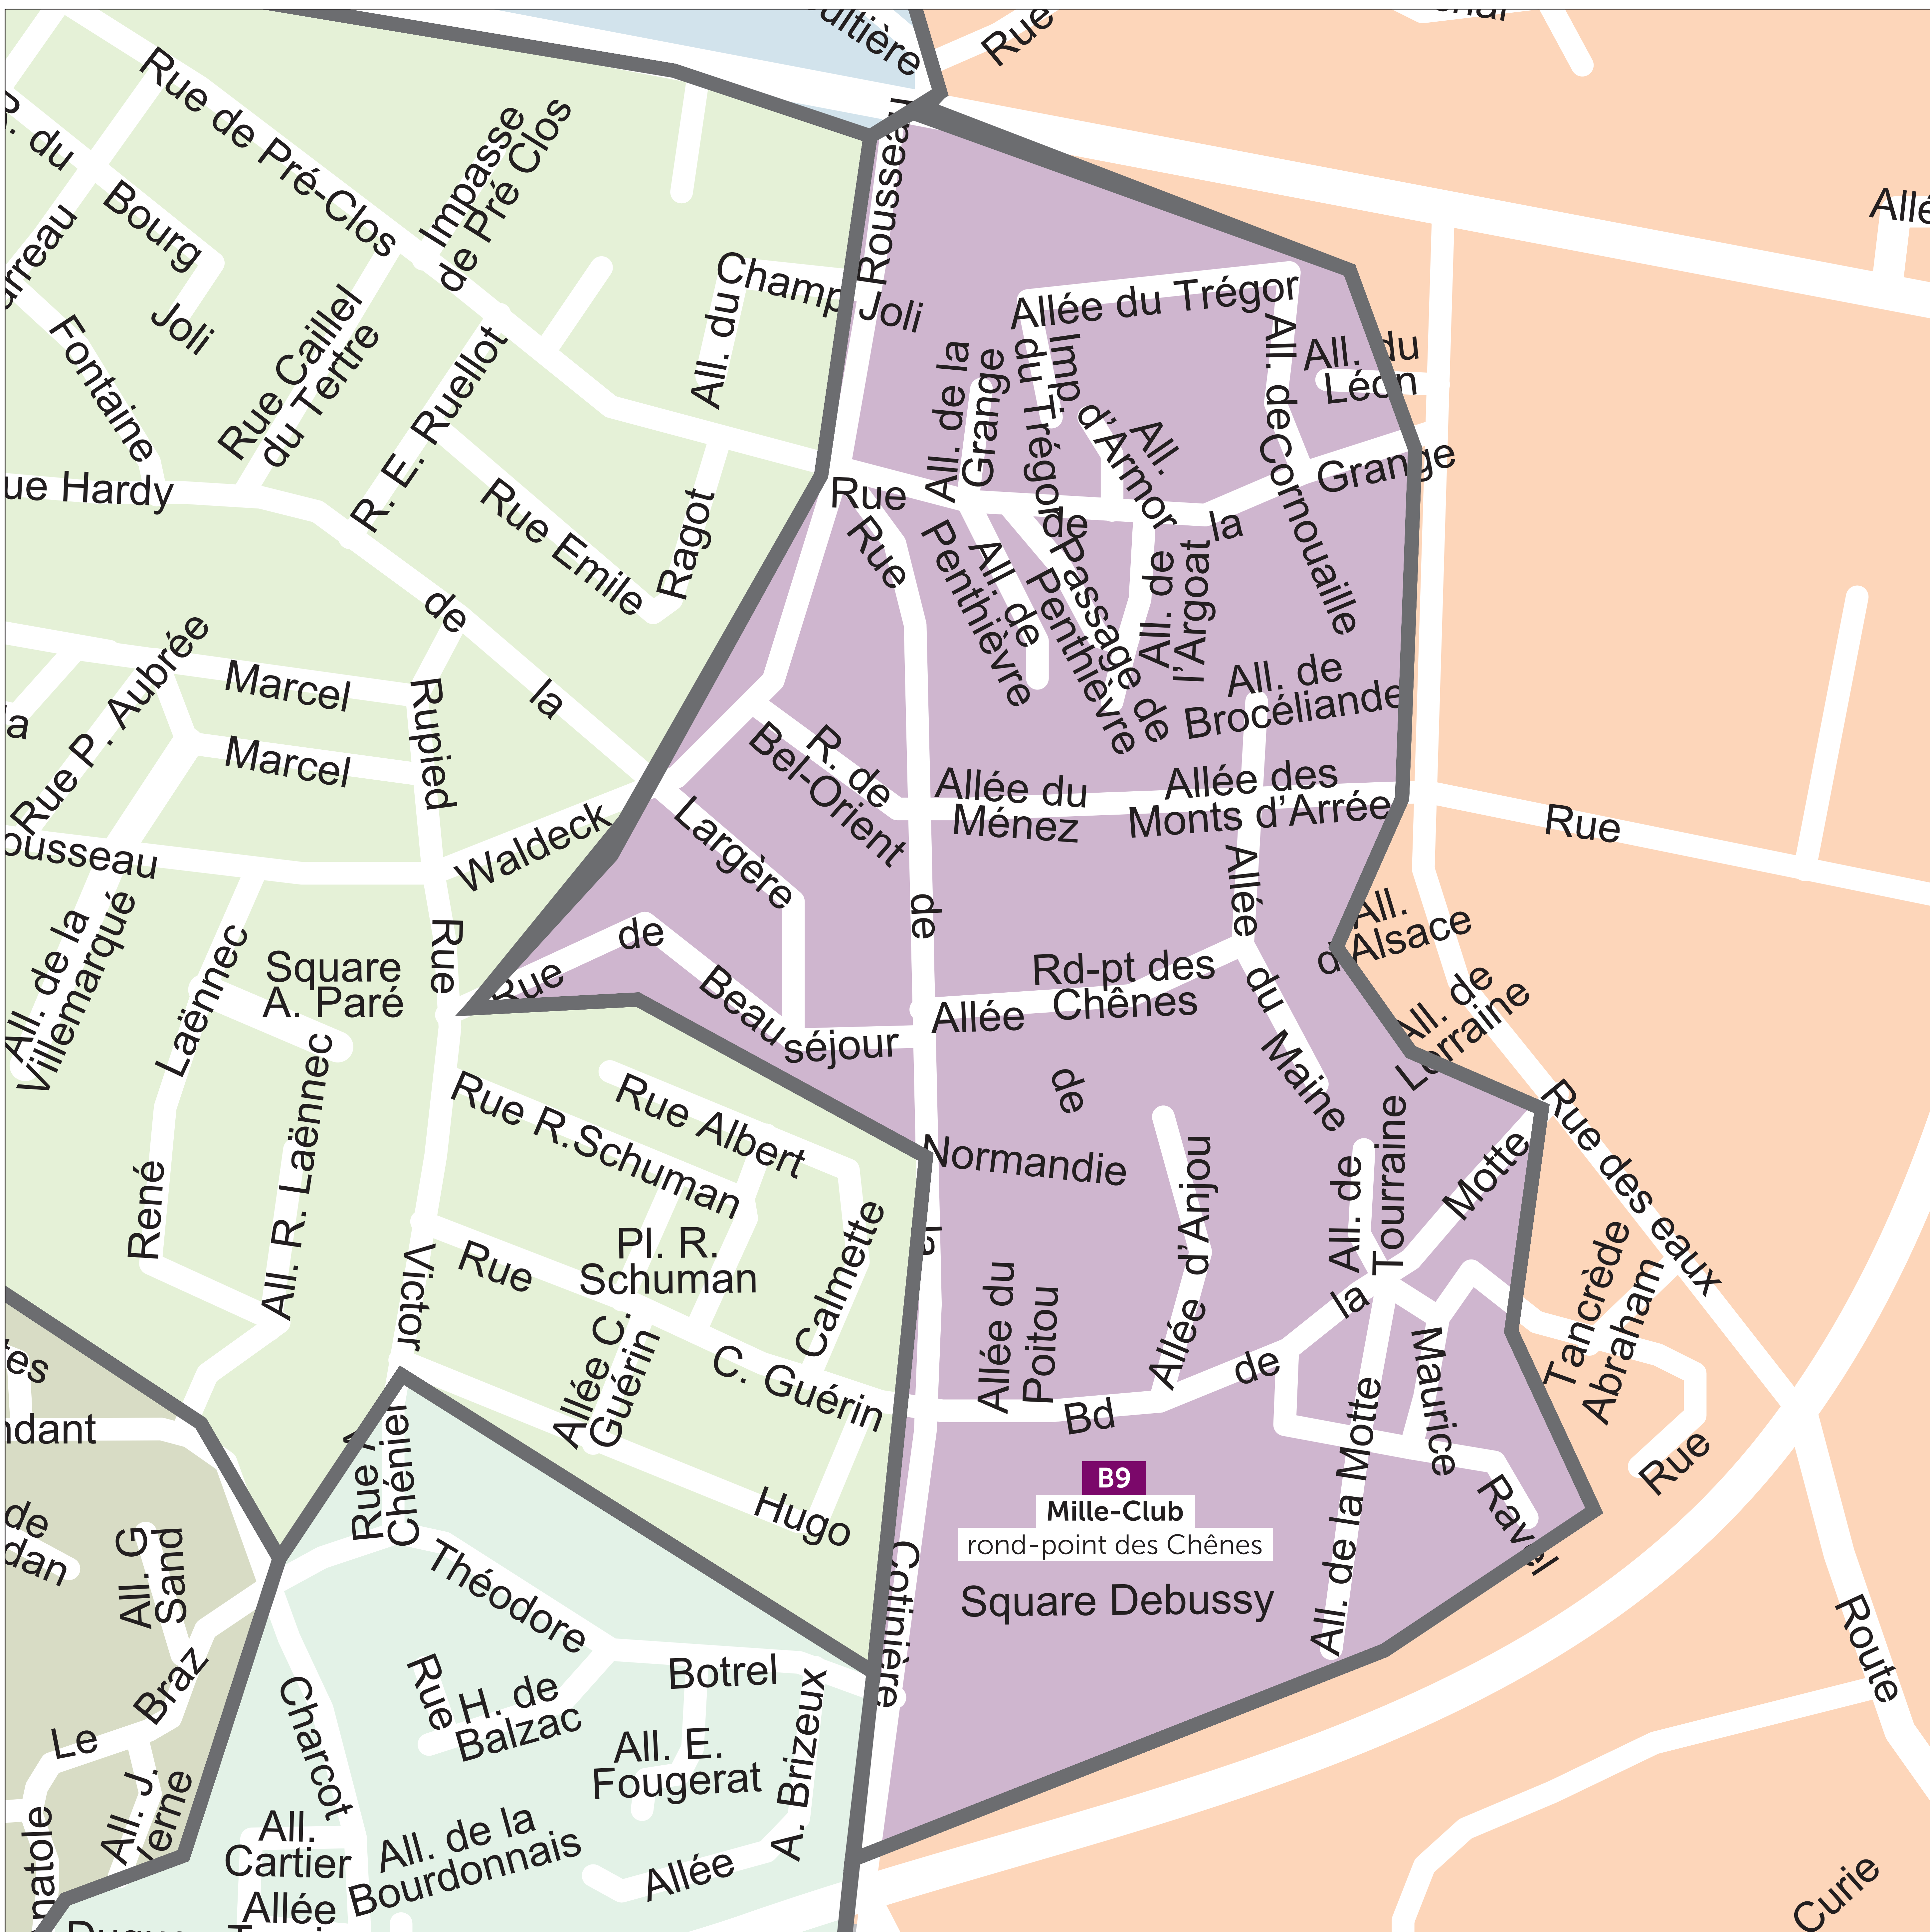 Rue
Rue de Pré-Clos
Impasse
de Pré Clos
du
Bourg
Joli
Fontaine
Rue Caillel
du Tertre
R. E. Ruellot
Rue Emile
Ragot
All. du
Champ Joli
Rousseau
Allée du Trégor
Imp.
du Trégor
All. de la
Grange
All.
d'Armor
All. de Cornouaille
All. du
Léon
Rue de la Grange
All. de
Penthièvre
Passage de
Penthièvre
All. de
l'Argoat
All. de
Brocéliande
Hardy
de
la
Largère
Rue P. Aubrée
Marcel
Marcel
Rupied
Waldeck
R. de
Bel-Orient
Allée du
Ménez
Allée des
Monts d'Arrée
Rue
All. de la
Villemarqué
Laënnec
René
Square
A. Paré
All. R. Laënnec
Rue
Victor
Hugo
Rue de
Beau
séjour
Rue
de
la
Cotinière
Rd-pt des
Chênes
Allée
de
Normandie
Allée
du Maine
All.
d'Alsace
All. de
Lorraine
Rue des eaux
Rue R.Schuman
Rue Albert
Calmette
Pl. R.
Schuman
Rue
C. Guérin
Allée C.
Guérin
Allée du
Poitou
Allée d'Anjou
All. de
Tourraine
Bd
de
la
Motte
Maurice
Ravel
All. de la Motte
Tancrède
Abraham
Rue
B9
Mille-Club
rond-point des Chênes
Square Debussy
Route
Curie
Rue
Chénier
Théodore
Botrel
Rue
H. de
Balzac
All. E.
Fougerat
A. Brizeux
Allée
Charcot
All.
Cartier
All. de la
Bourdonnais
Allée
All. G
Sand
Le
Braz
All. J.
Verne